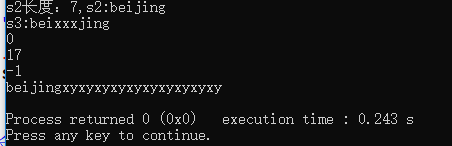 s2长度：7,s2:beijing
s3:beixxxjing
0
17
-1
beijingxyxyxyxyxyxyxyxyxyxy
Process returned 0 (0x0)   execution time : 0.243 s
Press any key to continue.